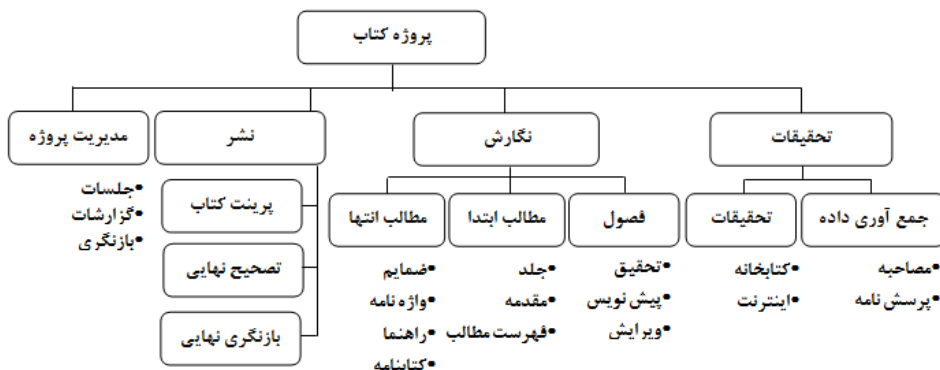 پروژه کتاب
تحقیقات
نگارش
نشر
مدیریت پروژه
جمع آوری داده
•مصاحبه
•پرسش نامه
تحقیقات
•کتابخانه
•اینترنت
فصول
•تحقیق
•پیش نویس
•ویرایش
مطالب ابتدا
•جلد
•مقدمه
•فهرست مطالب
مطالب انتها
•ضمایم
•واژه نامه
•راهنما
•کتابنامه
پرینت کتاب
تصحیح نهایی
بازنگری نهایی
•جلسات
•گزارشات
•بازنگری